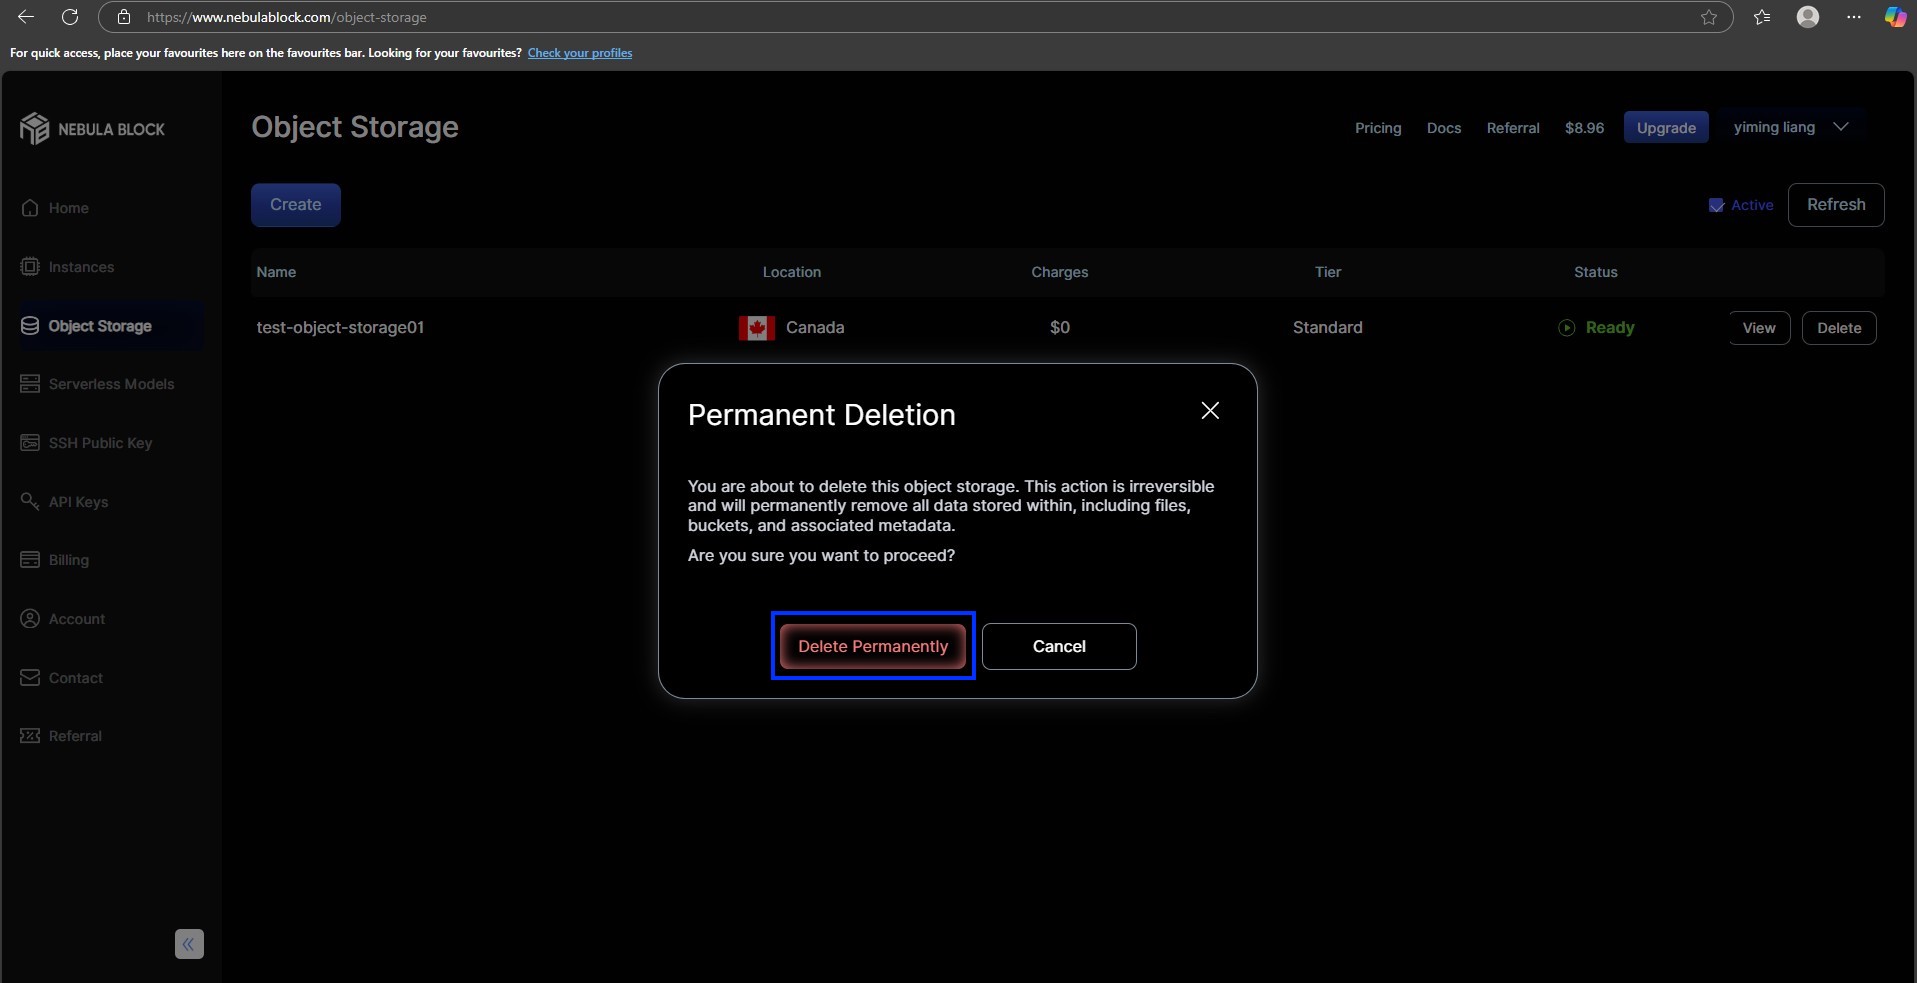 https://www.nebulablock.com/object-storage
For quick access, place your favourites here on the favourites bar. Looking for your favourites? Check your profiles
NEBULA BLOCK
Object Storage
Pricing Docs Referral $8.96 Upgrade yiming liang
Create
Active Refresh
Home
Instances
Object Storage
Serverless Models
SSH Public Key
API Keys
Billing
Account
Contact
Referral
Name Location Charges Tier Status
test-object-storage01 Canada $0 Standard Ready View Delete
Permanent Deletion
You are about to delete this object storage. This action is irreversible
and will permanently remove all data stored within, including files,
buckets, and associated metadata.
Are you sure you want to proceed?
Delete Permanently Cancel